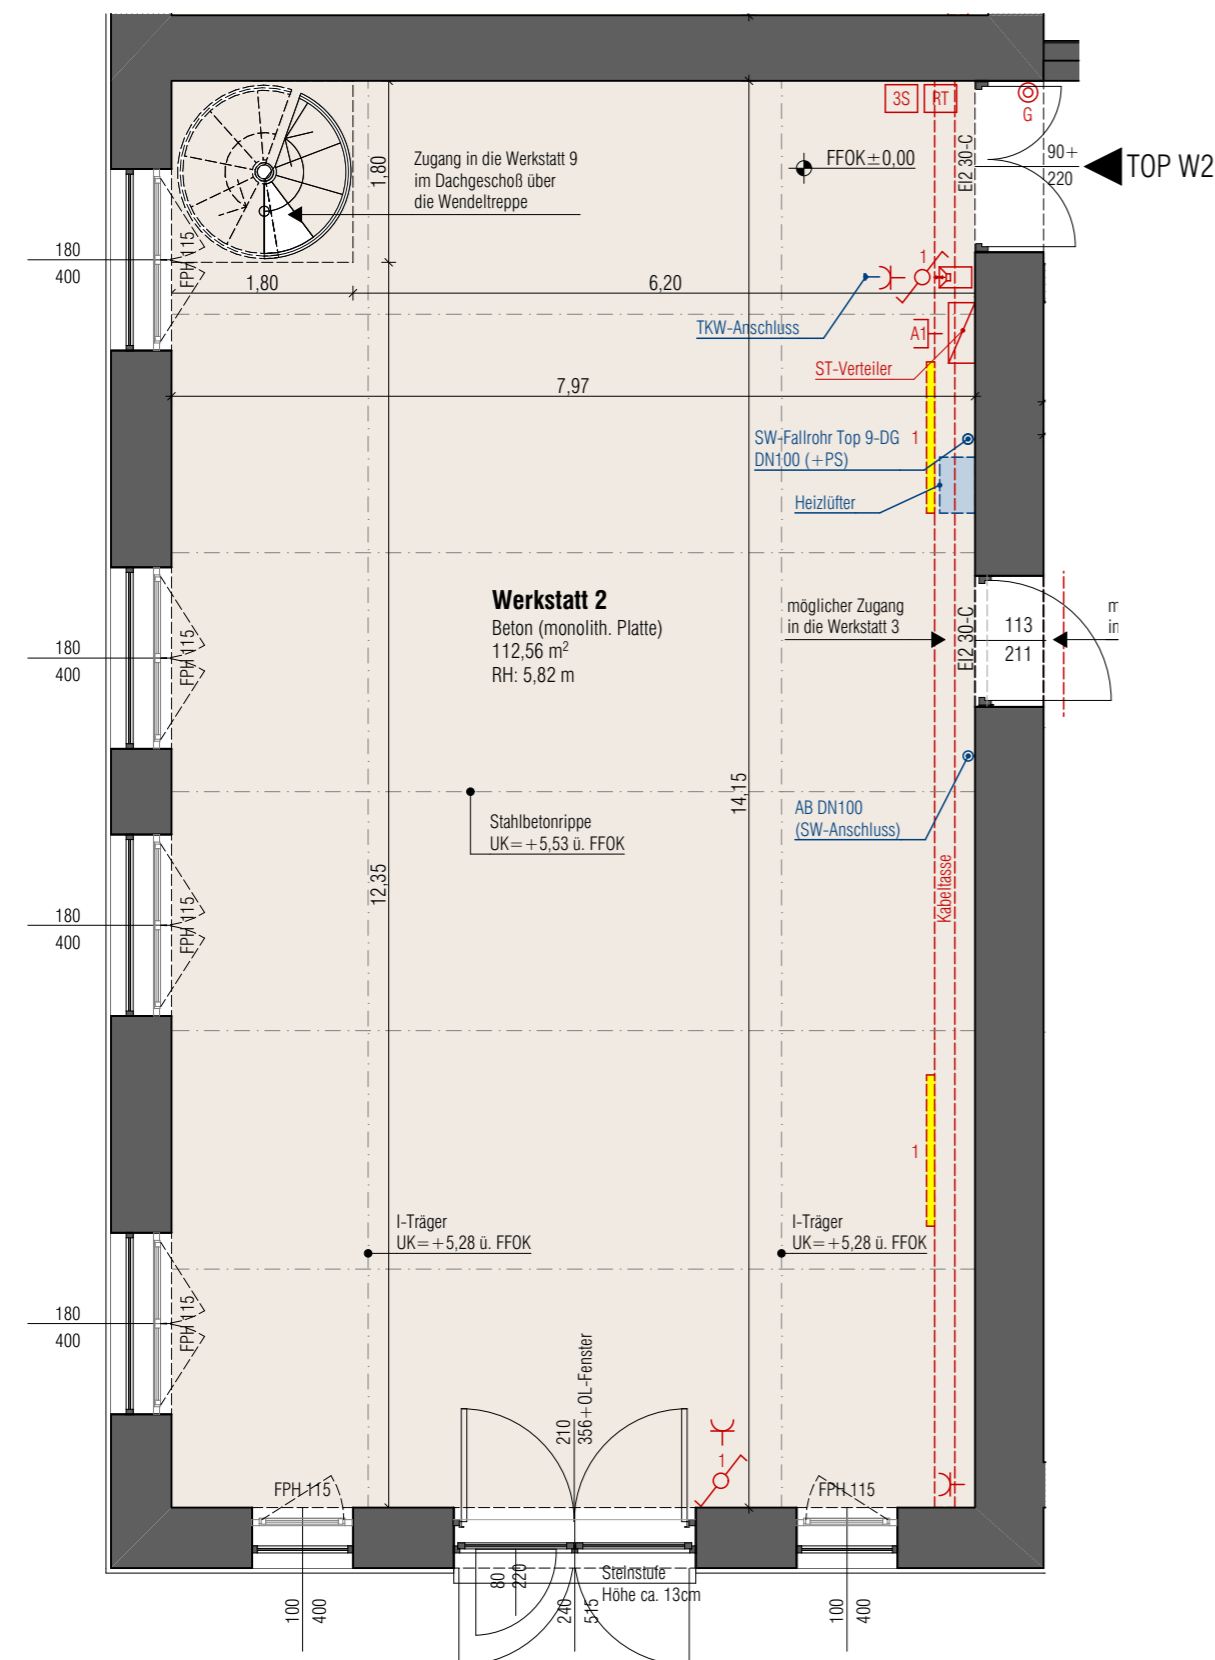 3S
RT
G
FFOK±0,00
EI2 30-C
90+
220
TOP W2
Zugang in die Werkstatt 9
im Dachgeschoß über
die Wendeltreppe
1,80
180
400
FPH 115
1,80
6,20
1
TKW-Anschluss
A1
ST-Verteiler
7,97
SW-Fallrohr Top 9-DG
DN100 (+PS)
1
Heizlüfter
Werkstatt 2
Beton (monolith. Platte)
112,56 m²
RH: 5,82 m
möglicher Zugang
in die Werkstatt 3
EI2 30-C
113
211
m
in
180
400
FPH 115
14,15
Stahlbetonrippe
UK=+5,53 ü. FFOK
AB DN100
(SW-Anschluss)
12,35
Kabeltasse
180
400
FPH 115
1
I-Träger
UK=+5,28 ü. FFOK
I-Träger
UK=+5,28 ü. FFOK
180
400
FPH 115
210
356+OL-Fenster
1
FPH 115
FPH 115
80
220
Steinstufe
Höhe ca. 13cm
240
515
100
400
100
400